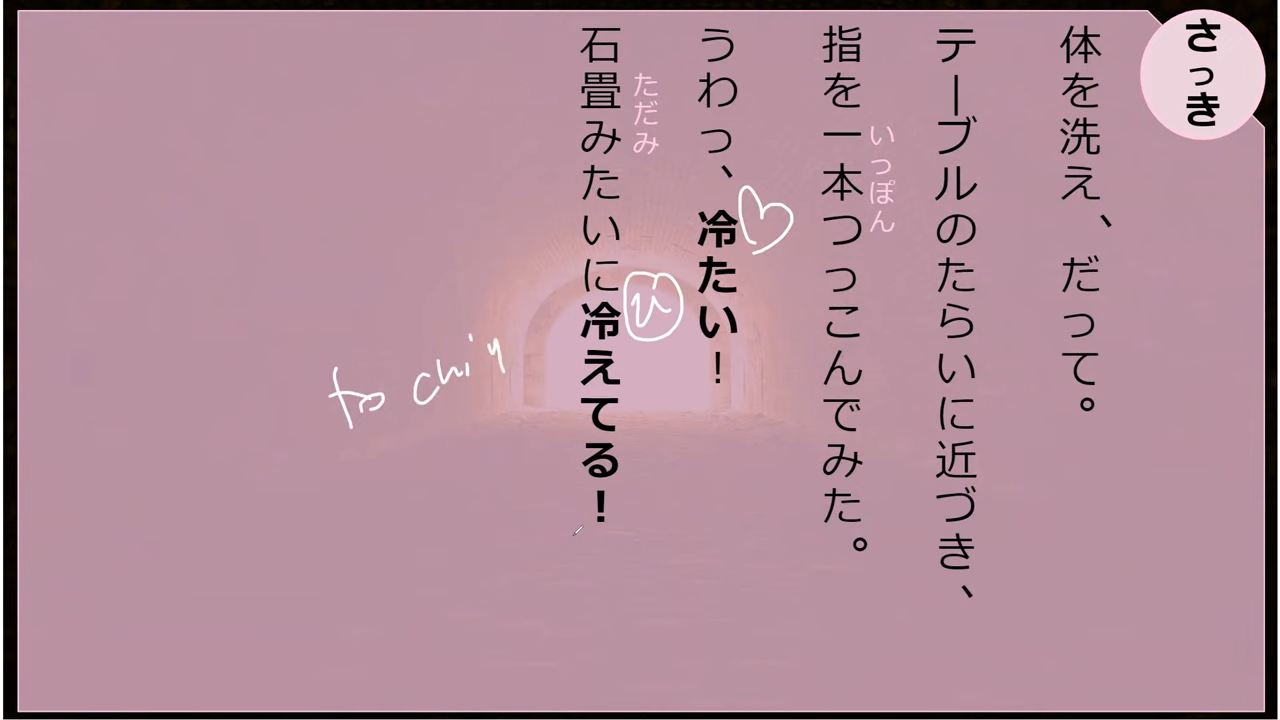 さっき
体を洗え、だって。
テーブルのたらいに近づき、
いっぽん
指を一本つっこんでみた。
うわっ、冷たい！
ただみ
石畳みたいに冷えてる！
ひ
to chi